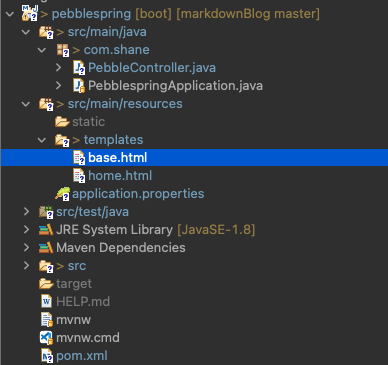 > pebblespring [boot] [markdownBlog master]
> src/main/java
> com.shane
PebbleController.java
PebblespringApplication.java
> src/main/resources
static
> templates
base.html
home.html
application.properties
src/test/java
JRE System Library [JavaSE-1.8]
Maven Dependencies
> src
target
HELP.md
mvnw
mvnw.cmd
pom.xml